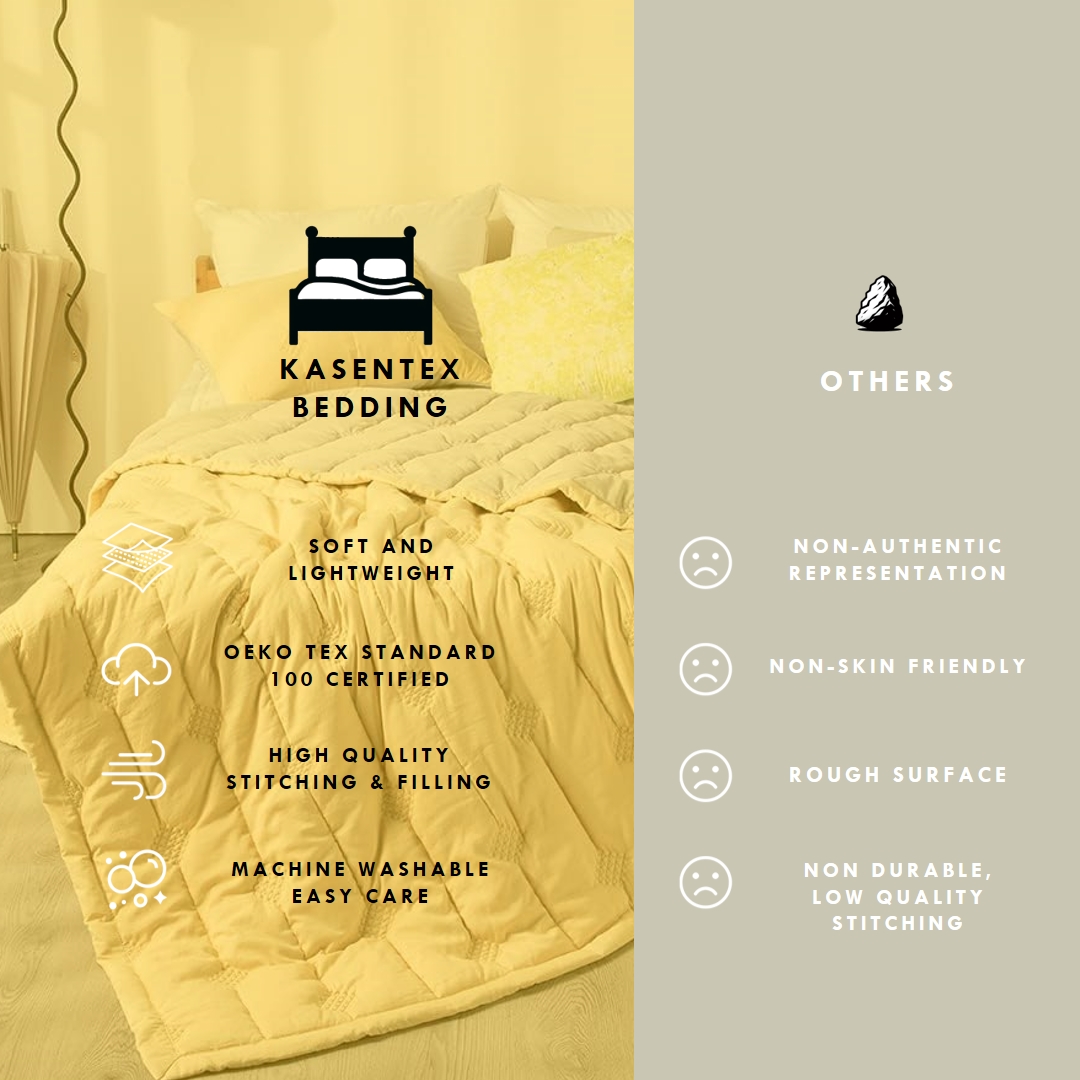 KASENTEX
BEDDING
SOFT AND
LIGHTWEIGHT
OEKO TEX STANDARD
100 CERTIFIED
HIGH QUALITY
STITCHING & FILLING
MACHINE WASHABLE
EASY CARE
OTHERS
NON-AUTHENTIC
REPRESENTATION
NON-SKIN FRIENDLY
ROUGH SURFACE
NON DURABLE,
LOW QUALITY
STITCHING